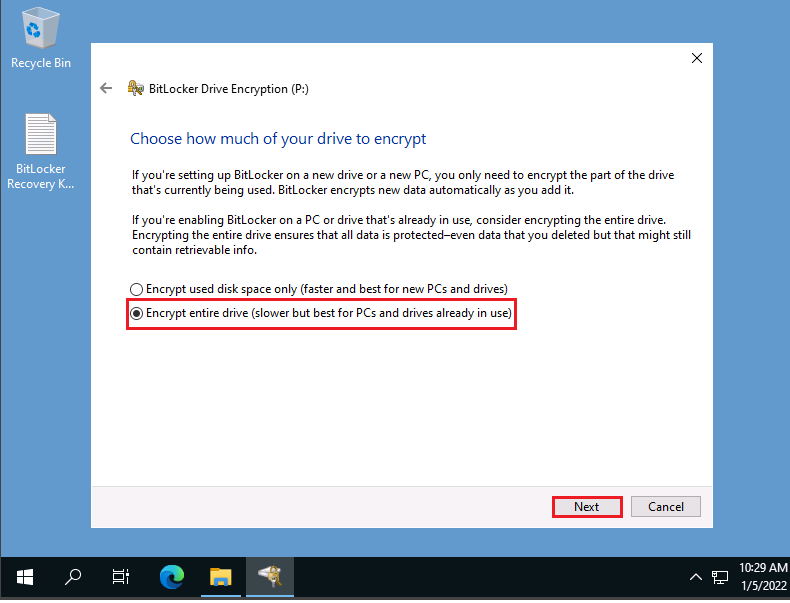 Recycle Bin
BitLocker
Recovery K...
BitLocker Drive Encryption (P:)
Choose how much of your drive to encrypt
If you're setting up BitLocker on a new drive or a new PC, you only need to encrypt the part of the drive
that's currently being used. BitLocker encrypts new data automatically as you add it.
If you're enabling BitLocker on a PC or drive that's already in use, consider encrypting the entire drive.
Encrypting the entire drive ensures that all data is protected–even data that you deleted but that might still
contain retrievable info.
Encrypt used disk space only (faster and best for new PCs and drives)
Encrypt entire drive (slower but best for PCs and drives already in use)
Next
Cancel
10:29 AM
1/5/2022